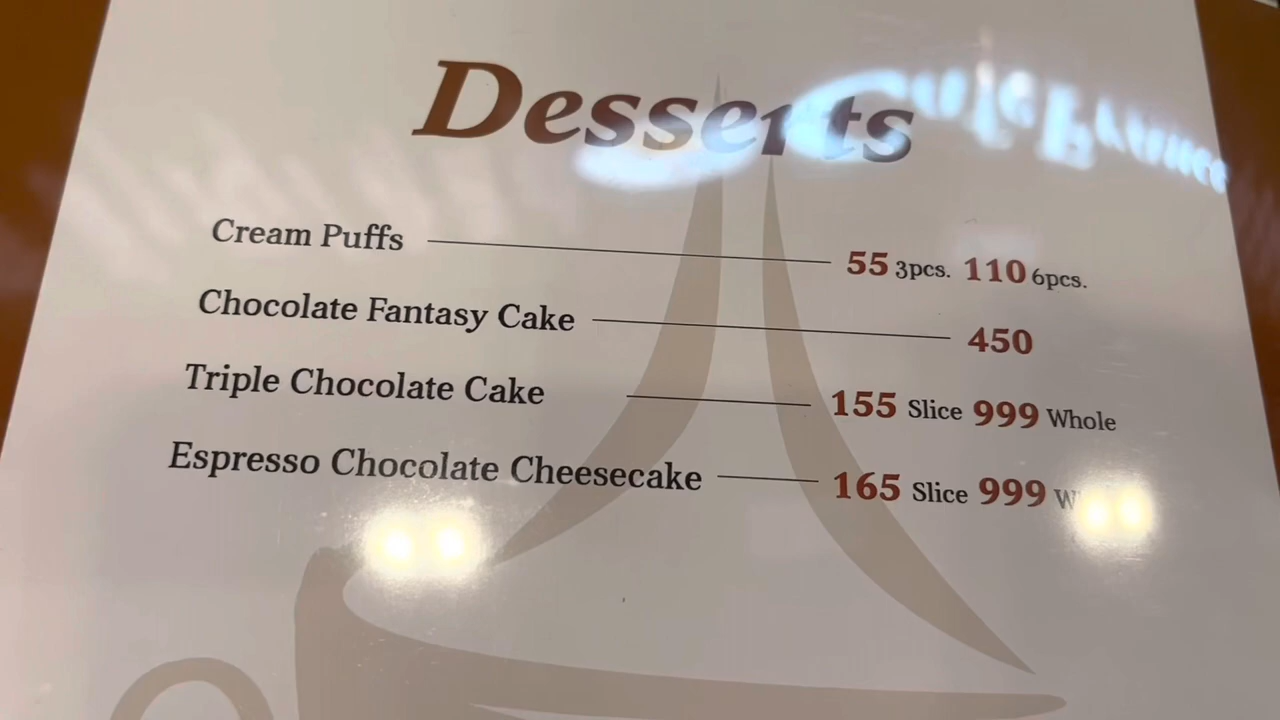 Desserts
Cream Puffs 55 3pcs. 110 6pcs.
Chocolate Fantasy Cake 450
Triple Chocolate Cake 155 Slice 999 Whole
Espresso Chocolate Cheesecake 165 Slice 999